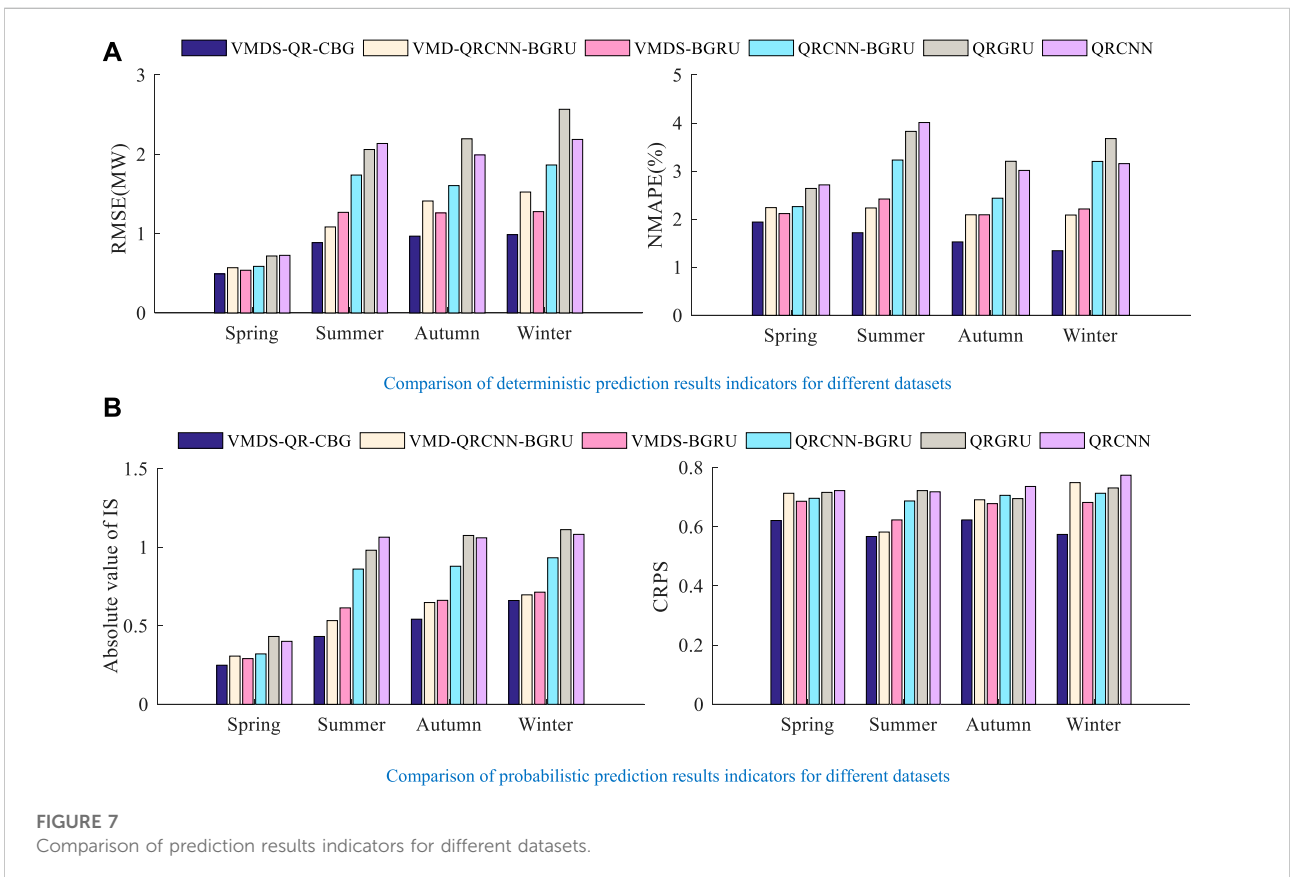 A
VMDS-QR-CBG VMD-QRCNN-BGRU VMDS-BGRU QRCNN-BGRU QRGRU QRCNN
RMSE(MW)
3
2
1
0
Spring Summer Autumn Winter
NMAPE(%)
5
4
3
2
1
0
Spring Summer Autumn Winter
Comparison of deterministic prediction results indicators for different datasets
B
VMDS-QR-CBG VMD-QRCNN-BGRU VMDS-BGRU QRCNN-BGRU QRGRU QRCNN
Absolute value of IS
1.5
1
0.5
0
Spring Summer Autumn Winter
CRPS
0.8
0.6
0.4
0.2
0
Spring Summer Autumn Winter
Comparison of probabilistic prediction results indicators for different datasets
FIGURE 7
Comparison of prediction results indicators for different datasets.